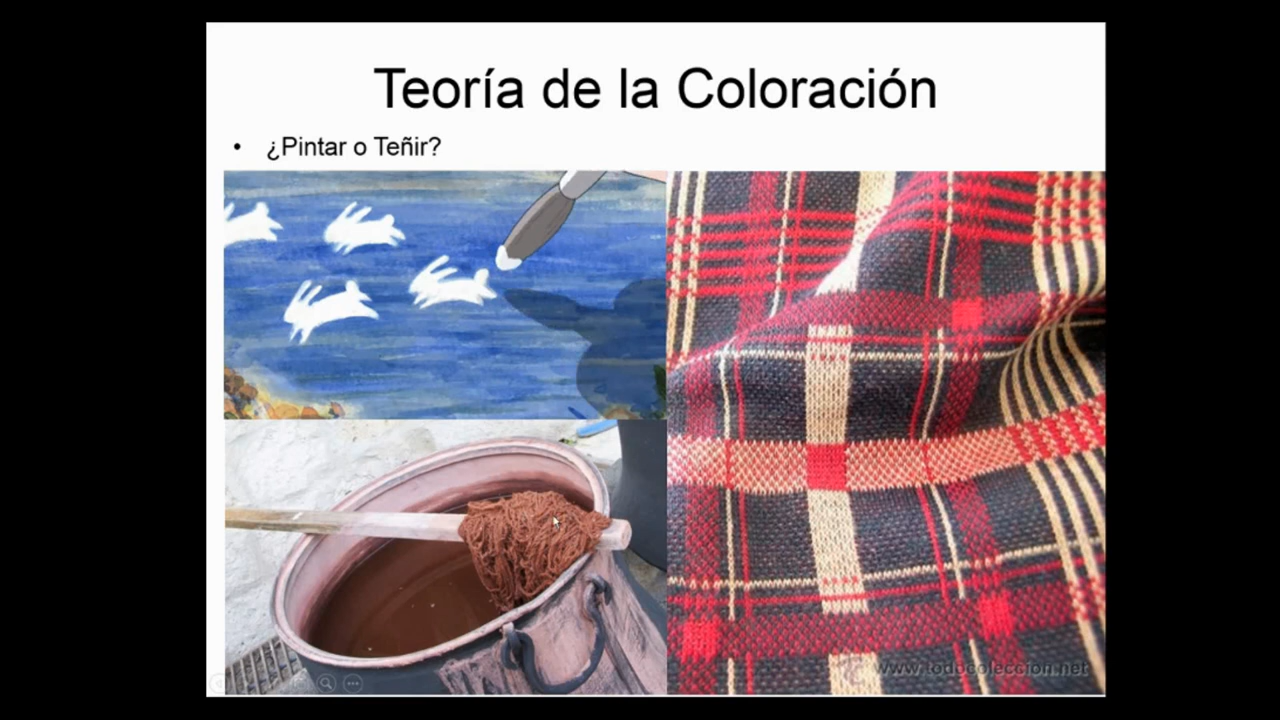 Teoría de la Coloración
• ¿Pintar o Teñir?
www.todocoleccion.net